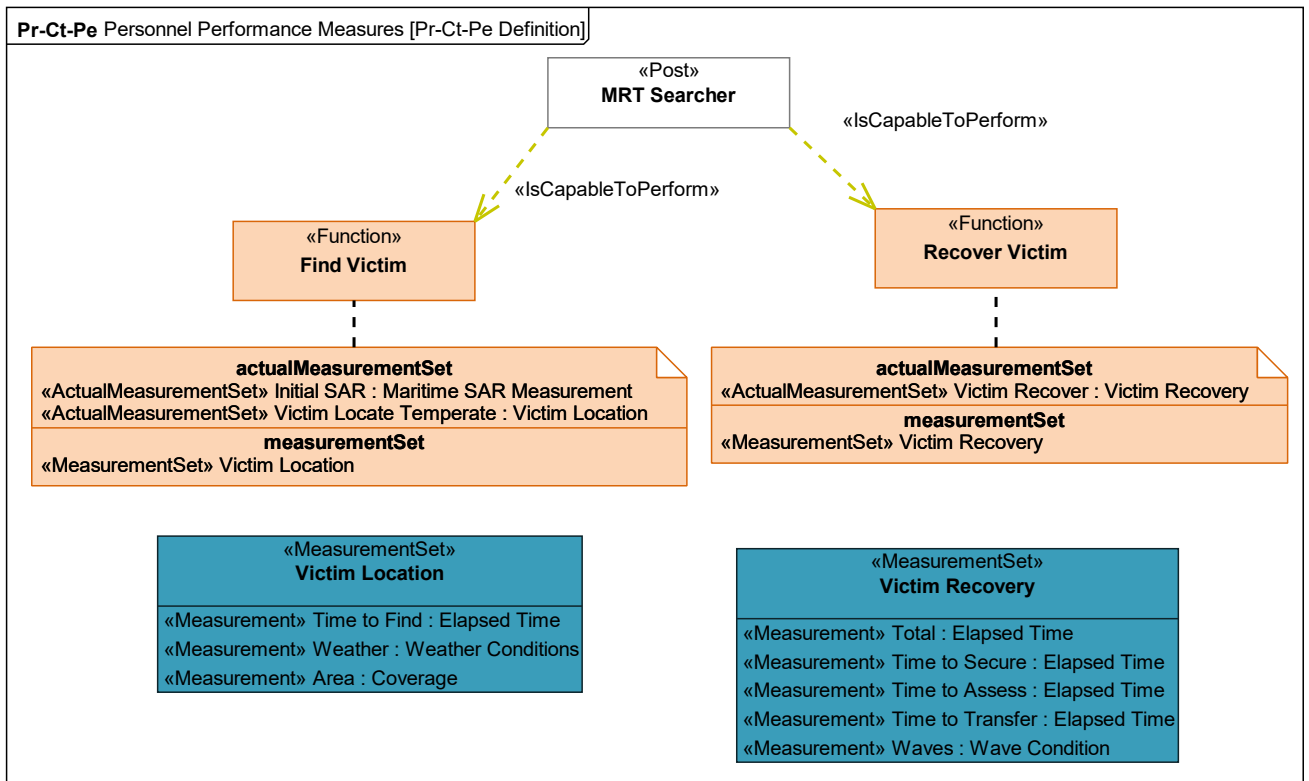 Pr-Ct-Pe Personnel Performance Measures [Pr-Ct-Pe Definition]
«Post»
MRT Searcher
«IsCapableToPerform»
«IsCapableToPerform»
«Function»
Find Victim
«Function»
Recover Victim
actualMeasurementSet
«ActualMeasurementSet» Initial SAR : Maritime SAR Measurement
«ActualMeasurementSet» Victim Locate Temperate : Victim Location
measurementSet
«MeasurementSet» Victim Location
actualMeasurementSet
«ActualMeasurementSet» Victim Recover : Victim Recovery
measurementSet
«MeasurementSet» Victim Recovery
«MeasurementSet»
Victim Location
«Measurement» Time to Find : Elapsed Time
«Measurement» Weather : Weather Conditions
«Measurement» Area : Coverage
«MeasurementSet»
Victim Recovery
«Measurement» Total : Elapsed Time
«Measurement» Time to Secure : Elapsed Time
«Measurement» Time to Assess : Elapsed Time
«Measurement» Time to Transfer : Elapsed Time
«Measurement» Waves : Wave Condition